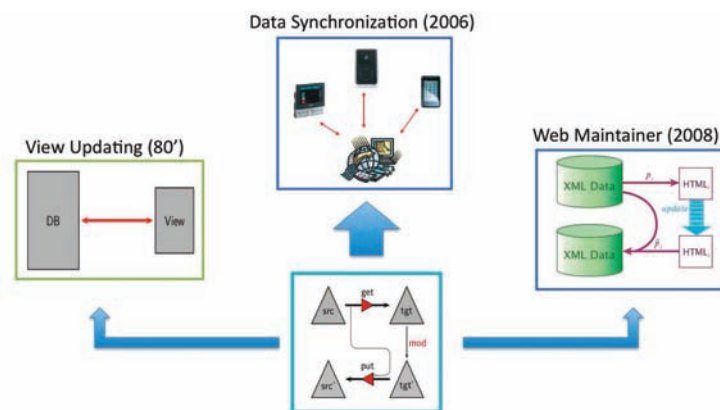 Data Synchronization (2006)
View Updating (80’)
Web Maintainer (2008)
DB
View
XML Data
HTML
update
XML Data
HTML
src
get
tgt
mod
put
src'
tgt'